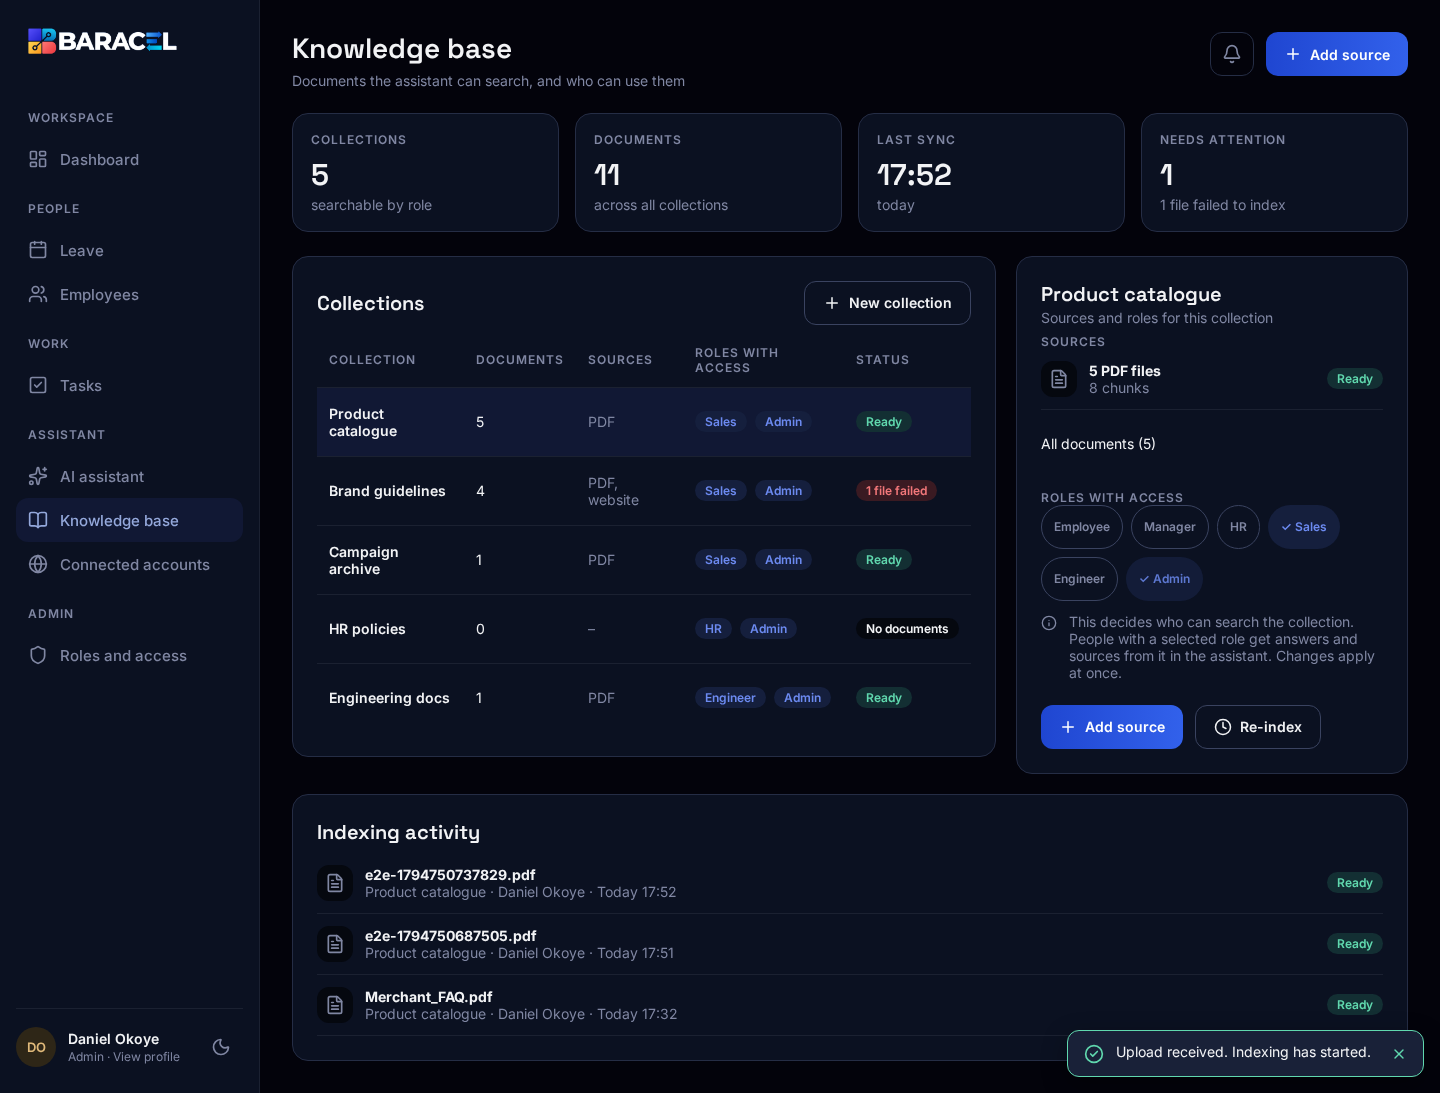 BARACEL
WORKSPACE
Dashboard
PEOPLE
Leave
Employees
WORK
Tasks
ASSISTANT
AI assistant
Knowledge base
Connected accounts
ADMIN
Roles and access
DO
Daniel Okoye
Admin · View profile
Knowledge base
Documents the assistant can search, and who can use them
Add source
COLLECTIONS
5
searchable by role
DOCUMENTS
11
across all collections
LAST SYNC
17:52
today
NEEDS ATTENTION
1
1 file failed to index
Collections
New collection
COLLECTION DOCUMENTS SOURCES ROLES WITH ACCESS STATUS
Product catalogue 5 PDF Sales Admin Ready
Brand guidelines 4 PDF, website Sales Admin 1 file failed
Campaign archive 1 PDF Sales Admin Ready
HR policies 0 – HR Admin No documents
Engineering docs 1 PDF Engineer Admin Ready
Product catalogue
Sources and roles for this collection
SOURCES
5 PDF files
8 chunks
Ready
All documents (5)
ROLES WITH ACCESS
Employee Manager HR ✓ Sales
Engineer ✓ Admin
This decides who can search the collection.
People with a selected role get answers and
sources from it in the assistant. Changes apply
at once.
Add source Re-index
Indexing activity
e2e-1794750737829.pdf
Product catalogue · Daniel Okoye · Today 17:52
Ready
e2e-1794750687505.pdf
Product catalogue · Daniel Okoye · Today 17:51
Ready
Merchant_FAQ.pdf
Product catalogue · Daniel Okoye · Today 17:32
Ready
Upload received. Indexing has started.